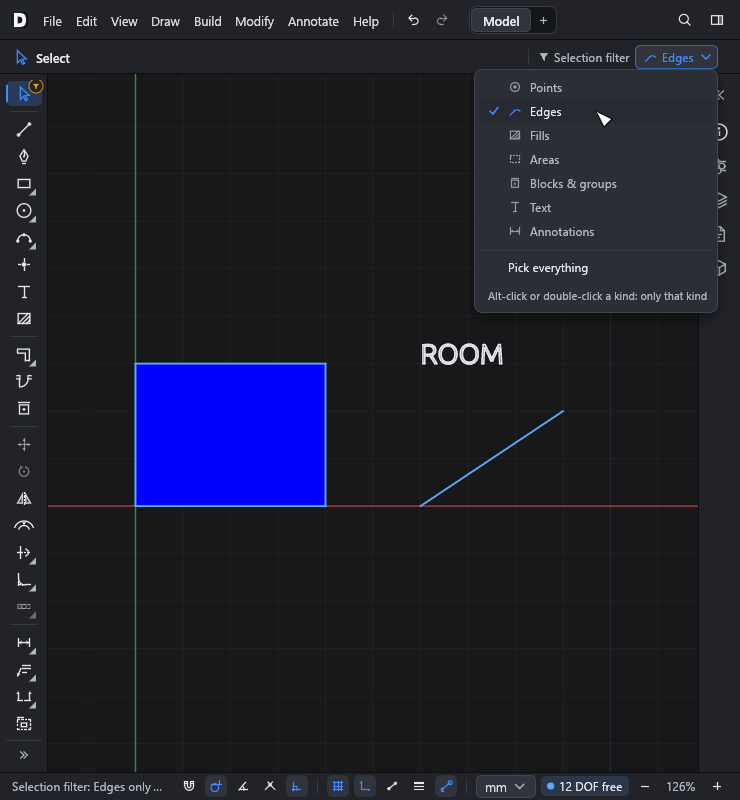 D File Edit View Draw Build Modify Annotate Help Model +
Select Selection filter Edges
Points
Edges
Fills
Areas
Blocks & groups
Text
Annotations
Pick everything
Alt-click or double-click a kind: only that kind
ROOM
Selection filter: Edges only ... mm 12 DOF free − 126% +